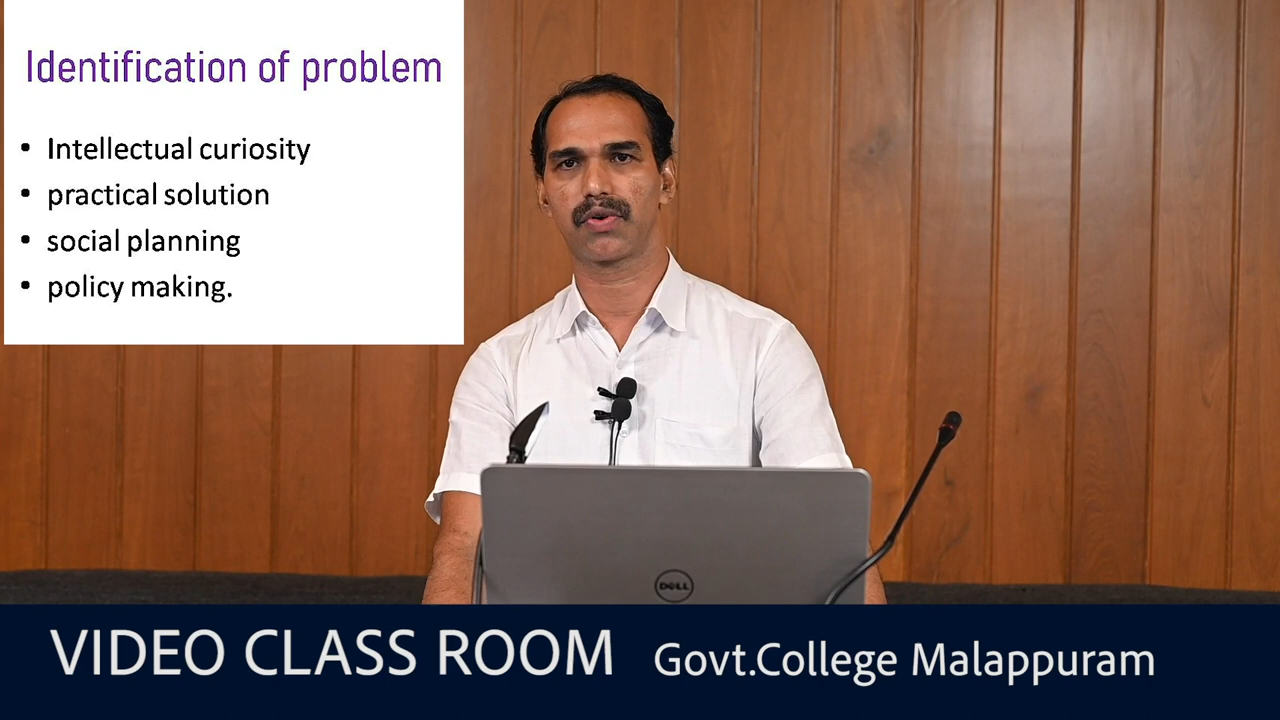 Identification of problem
• Intellectual curiosity
• practical solution
• social planning
• policy making.
DELL
VIDEO CLASS ROOM Govt.College Malappuram